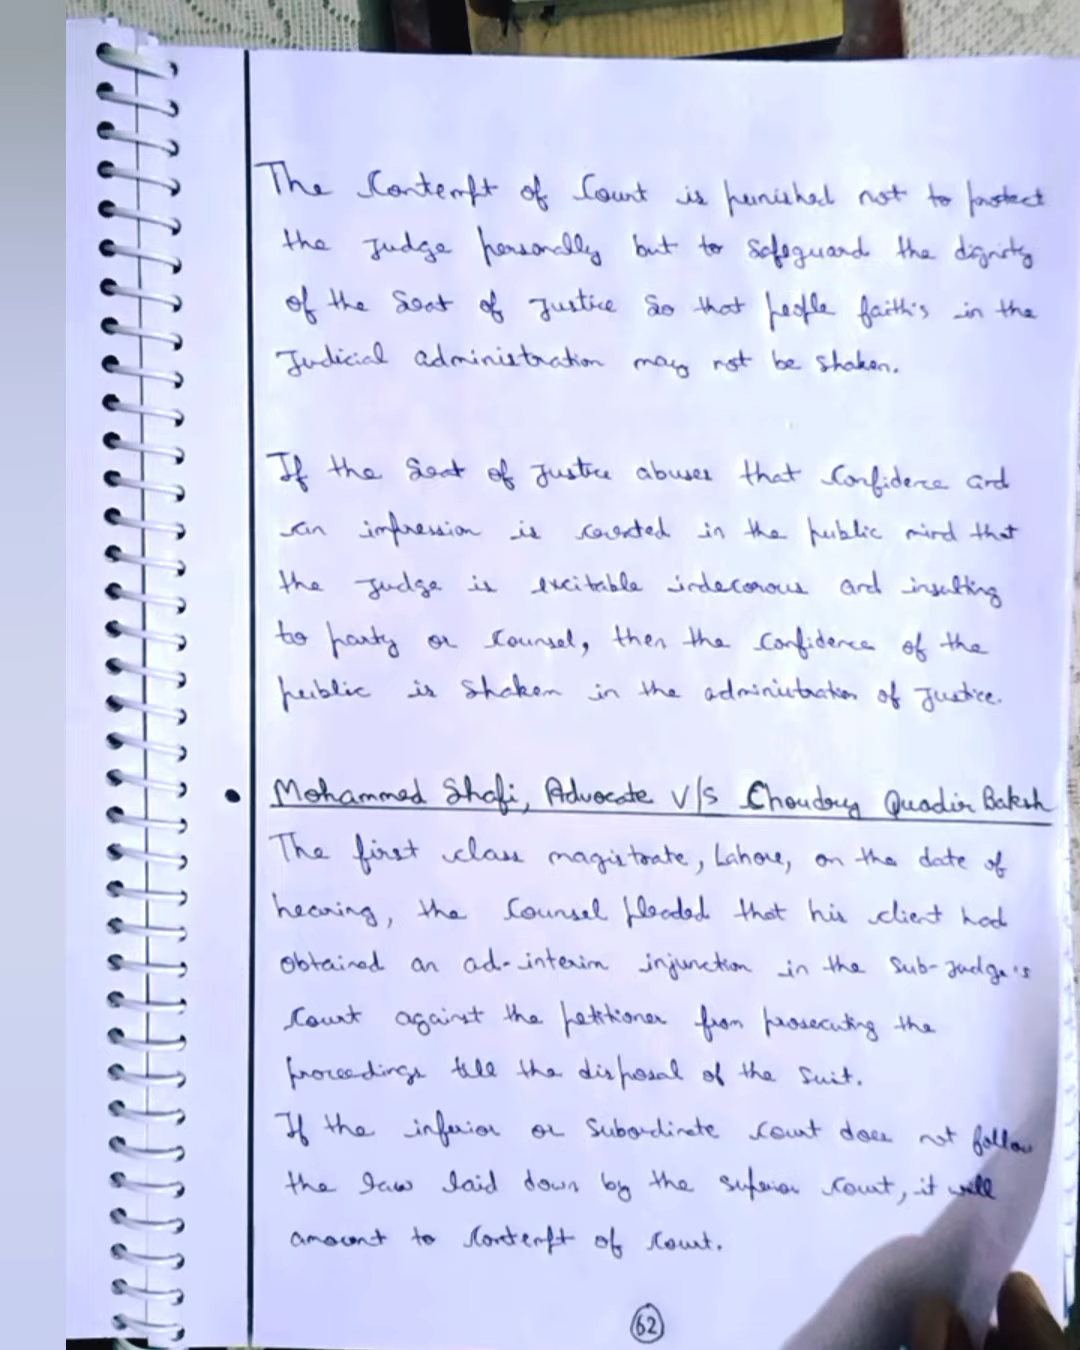 The Contempt of Court is punished not to protect
the Judge personally but to safeguard the dignity
of the Seat of Justice so that people faith's in the
Judicial administration may not be shaken.
If the Seat of Justice abuses that Confidence and
an impression is created in the public mind that
the Judge is excitable indecorous and insulting
to party or Counsel, then the Confidence of the
public is shaken in the administration of Justice.
• Mohammed Shafi, Advocate V/S Choudory Quadir Baksh
The first class magistrate, Lahore, on the date of
hearing, the Counsel pleaded that his client had
obtained an ad-interim injunction in the Sub-Judge's
Court against the petitioner from prosecuting the
proceedings till the disposal of the Suit.
If the inferior or Subordinate Court does not follow
the law laid down by the superior Court, it will
amount to Contempt of Court.
62